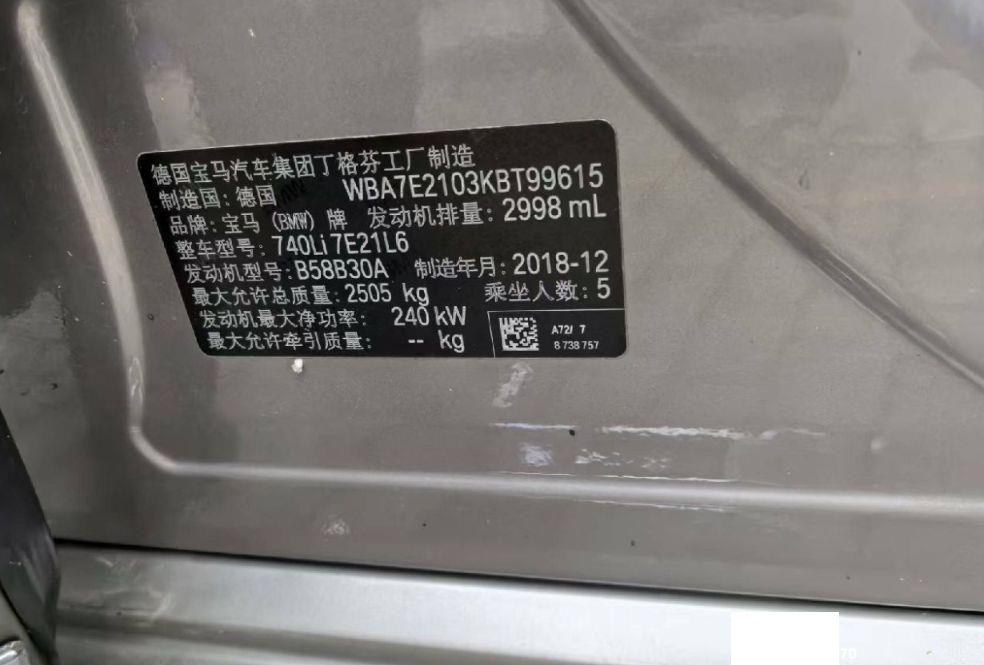 德国宝马汽车集团丁格芬工厂制造
制造国: 德国 WBA7E2103KBT99615
品牌: 宝马 (BMW) 牌 发动机排量: 2998 mL
整车型号: 740Li 7E21L6
发动机型号: B58B30A 制造年月: 2018-12
最大允许总质量: 2505 kg 乘坐人数: 5
发动机最大净功率: 240 kW
最大允许牵引质量: -- kg
A72/ 7
8 738 757
70